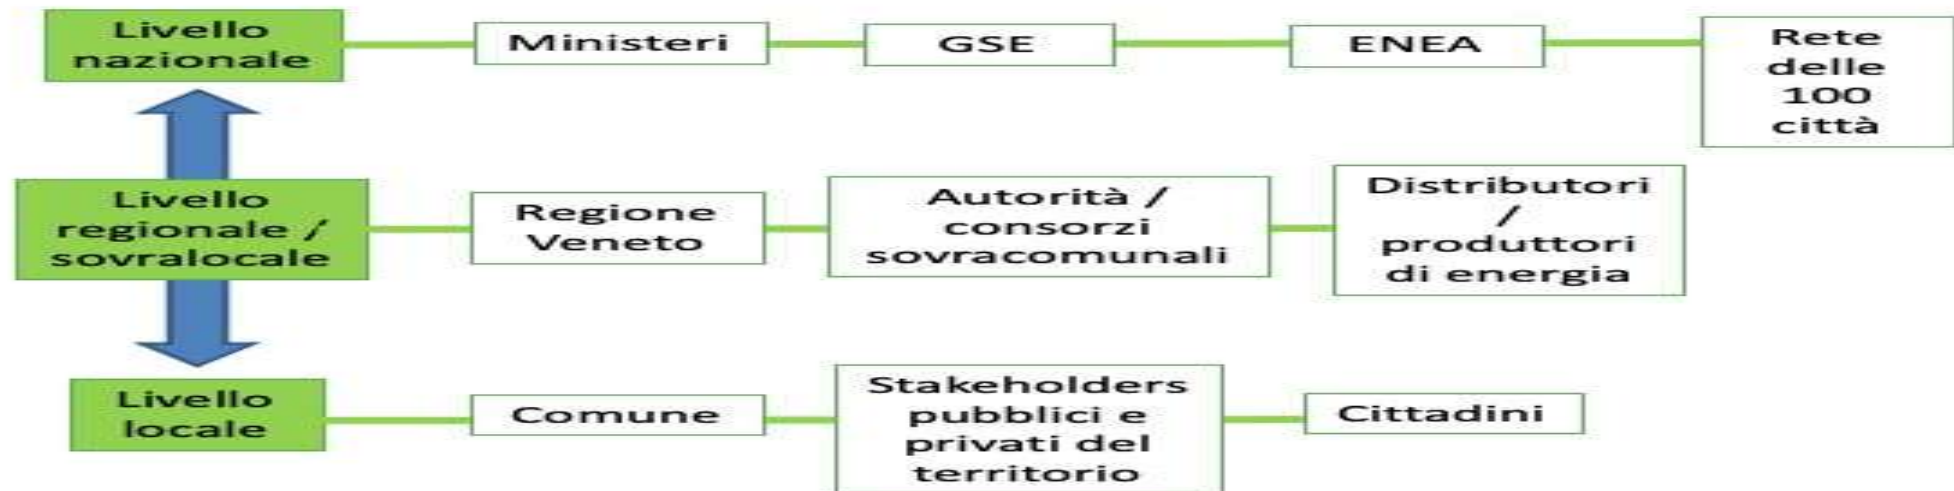 Livello
nazionale
Ministeri
GSE
ENEA
Rete
delle
100
città
Livello
regionale /
sovralocale
Regione
Veneto
Autorità /
consorzi
sovracomunali
Distributori
/
produttori
di energia
Livello
locale
Comune
Stakeholders
pubblici e
privati del
territorio
Cittadini